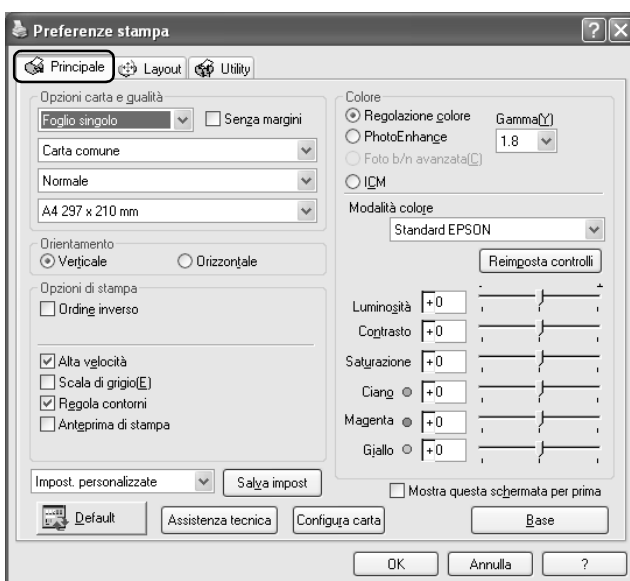 Preferenze stampa
Principale Layout Utility
Opzioni carta e qualità
Foglio singolo Senza margini
Carta comune
Normale
A4 297 x 210 mm
Orientamento
Verticale Orizzontale
Opzioni di stampa
Ordine inverso
Alta velocità
Scala di grigio(E)
Regola contorni
Anteprima di stampa
Impost. personalizzate Salva impost
Colore
Regolazione colore Gamma(Y)
PhotoEnhance 1.8
Foto b/n avanzata(C)
ICM
Modalità colore
Standard EPSON
Reimposta controlli
- +
Luminosità +0
Contrasto +0
Saturazione +0
Ciano +0
Magenta +0
Giallo +0
Mostra questa schermata per prima
Default Assistenza tecnica Configura carta Base
OK Annulla ?